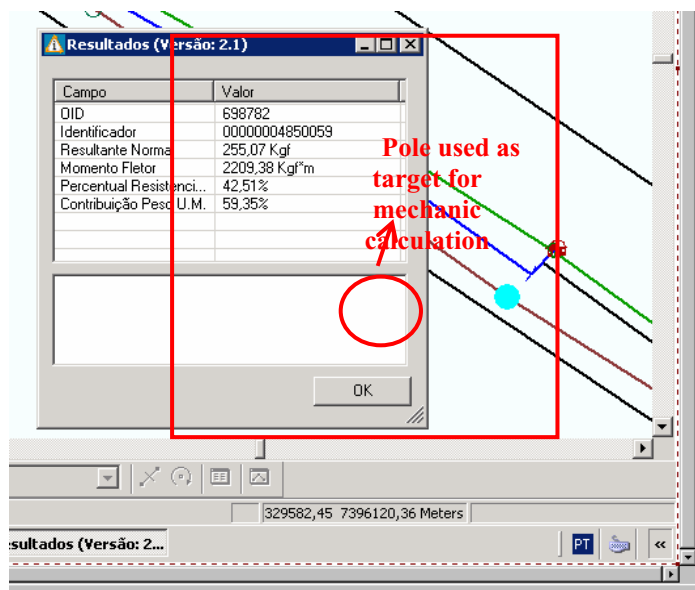 Resultados (Versão: 2.1)
Campo Valor
OID 698782
Identificador 00000004850059
Resultante Norma 255,07 Kgf
Momento Fletor 2209,38 Kgf*m
Percentual Resistenci... 42,51%
Contribuição Peso U.M. 59,35%
Pole used as
target for
mechanic
calculation
OK
329582,45 7396120,36 Meters
esultados (Versão: 2... PT «